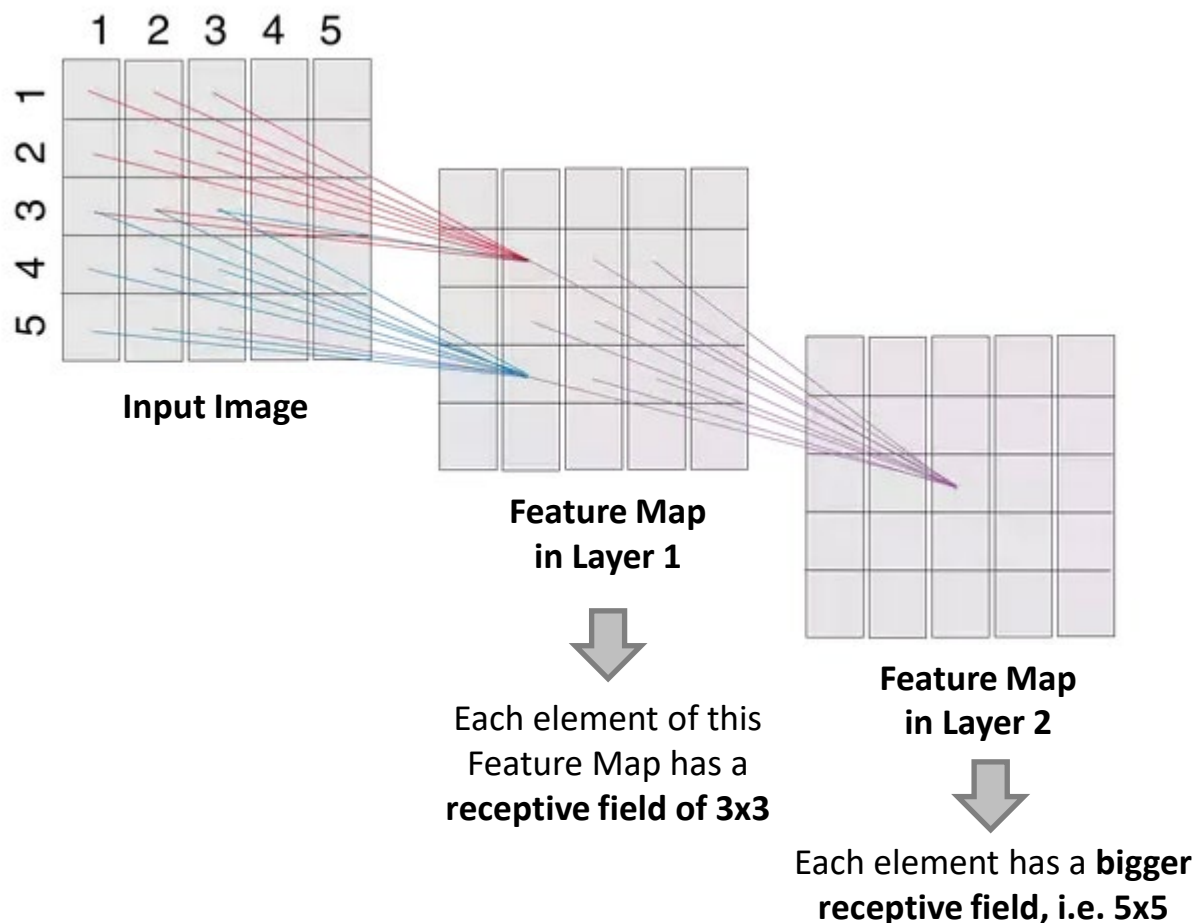 1 2 3 4 5
1
2
3
4
5
Input Image
Feature Map
in Layer 1
Each element of this
Feature Map has a
receptive field of 3x3
Feature Map
in Layer 2
Each element has a bigger
receptive field, i.e. 5x5